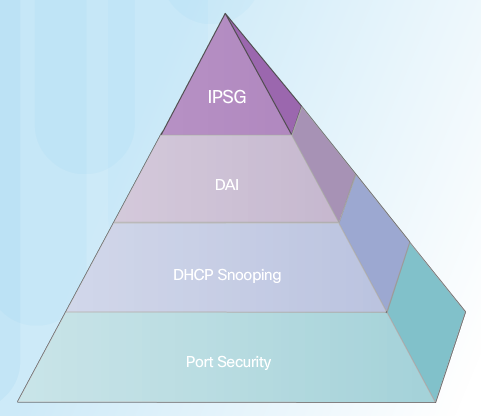 IPSG
DAI
DHCP Snooping
Port Security